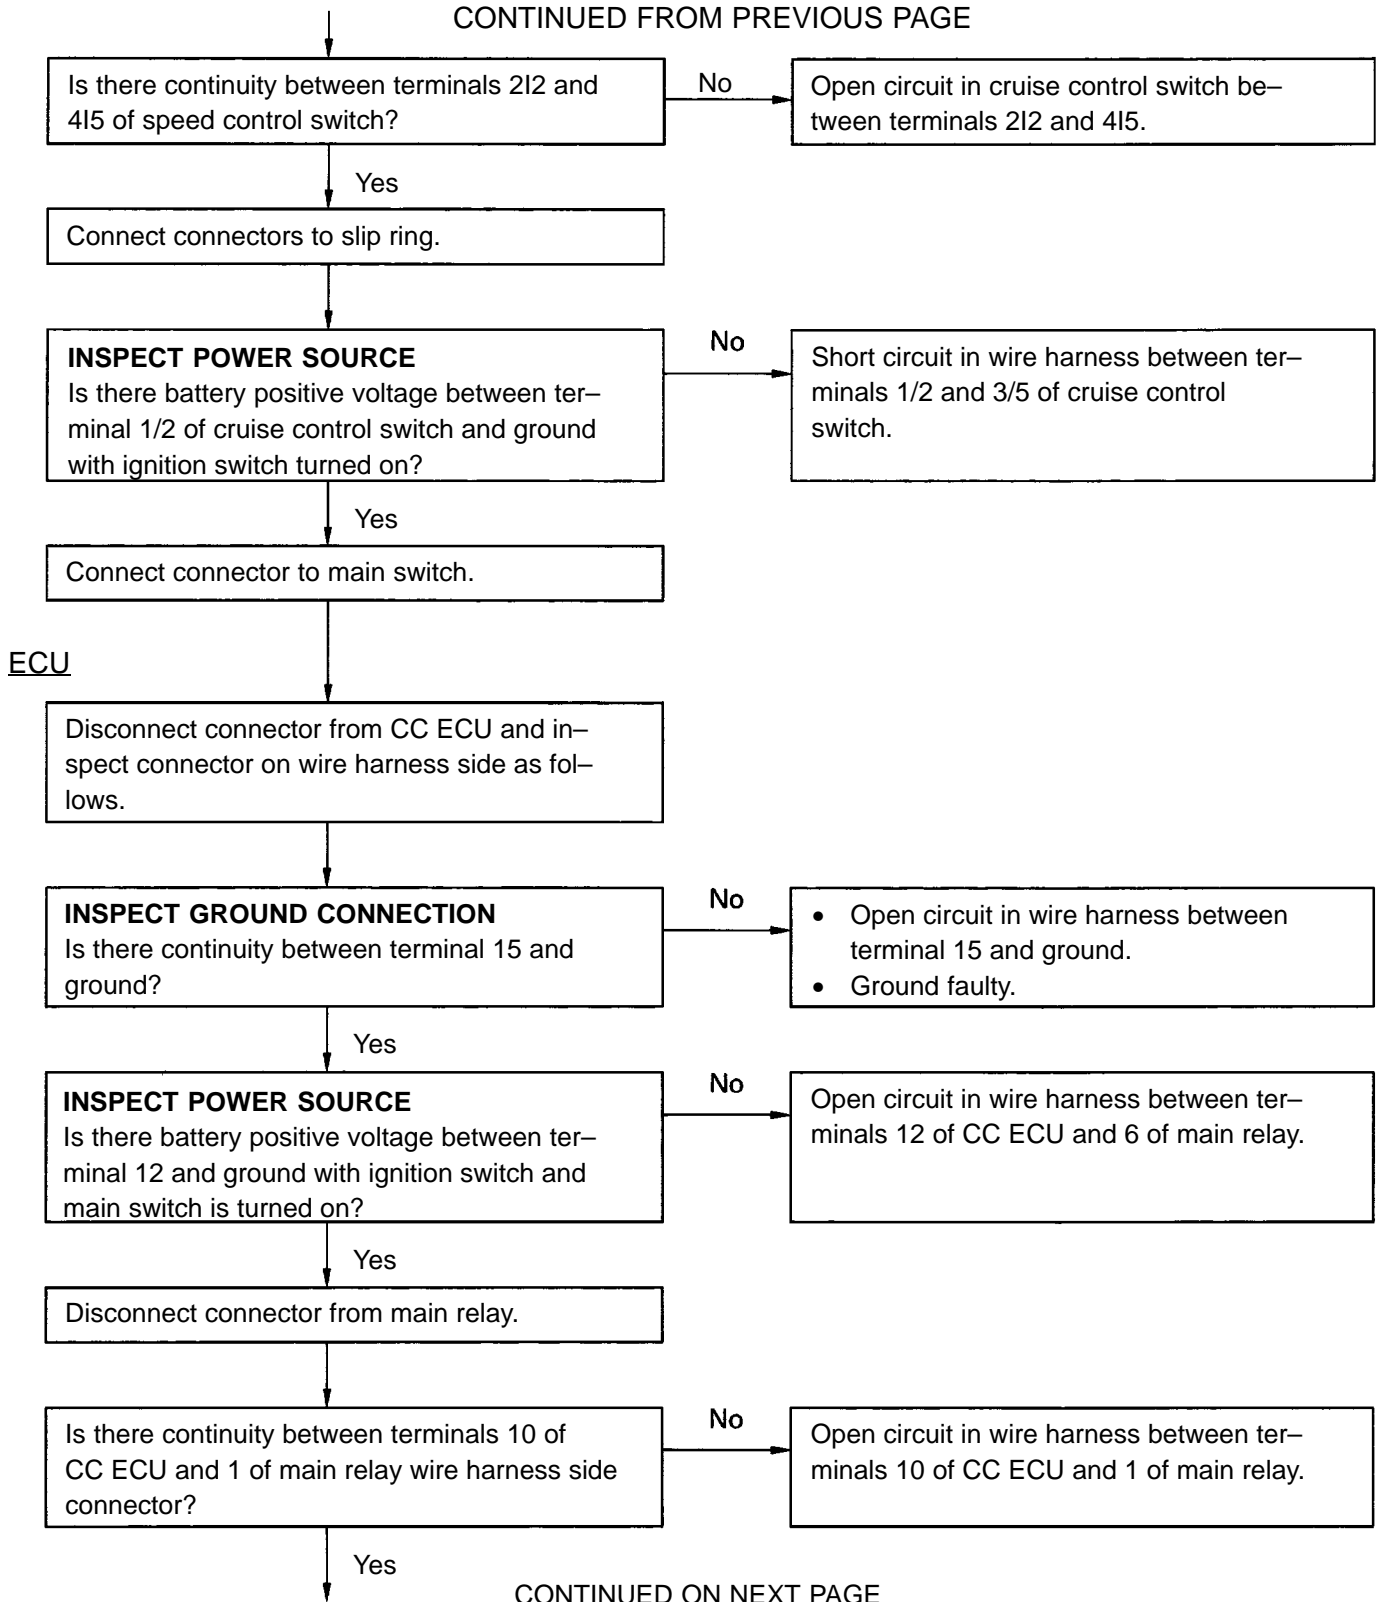 CONTINUED FROM PREVIOUS PAGE
Is there continuity between terminals 2I2 and
4I5 of speed control switch?
No
Open circuit in cruise control switch be–
tween terminals 2I2 and 4I5.
Yes
Connect connectors to slip ring.
INSPECT POWER SOURCE
Is there battery positive voltage between ter–
minal 1/2 of cruise control switch and ground
with ignition switch turned on?
No
Short circuit in wire harness between ter–
minals 1/2 and 3/5 of cruise control
switch.
Yes
Connect connector to main switch.
ECU
Disconnect connector from CC ECU and in–
spect connector on wire harness side as fol–
lows.
INSPECT GROUND CONNECTION
Is there continuity between terminal 15 and
ground?
No
• Open circuit in wire harness between
terminal 15 and ground.
• Ground faulty.
Yes
INSPECT POWER SOURCE
Is there battery positive voltage between ter–
minal 12 and ground with ignition switch and
main switch is turned on?
No
Open circuit in wire harness between ter–
minals 12 of CC ECU and 6 of main relay.
Yes
Disconnect connector from main relay.
Is there continuity between terminals 10 of
CC ECU and 1 of main relay wire harness side
connector?
No
Open circuit in wire harness between ter–
minals 10 of CC ECU and 1 of main relay.
Yes
CONTINUED ON NEXT PAGE